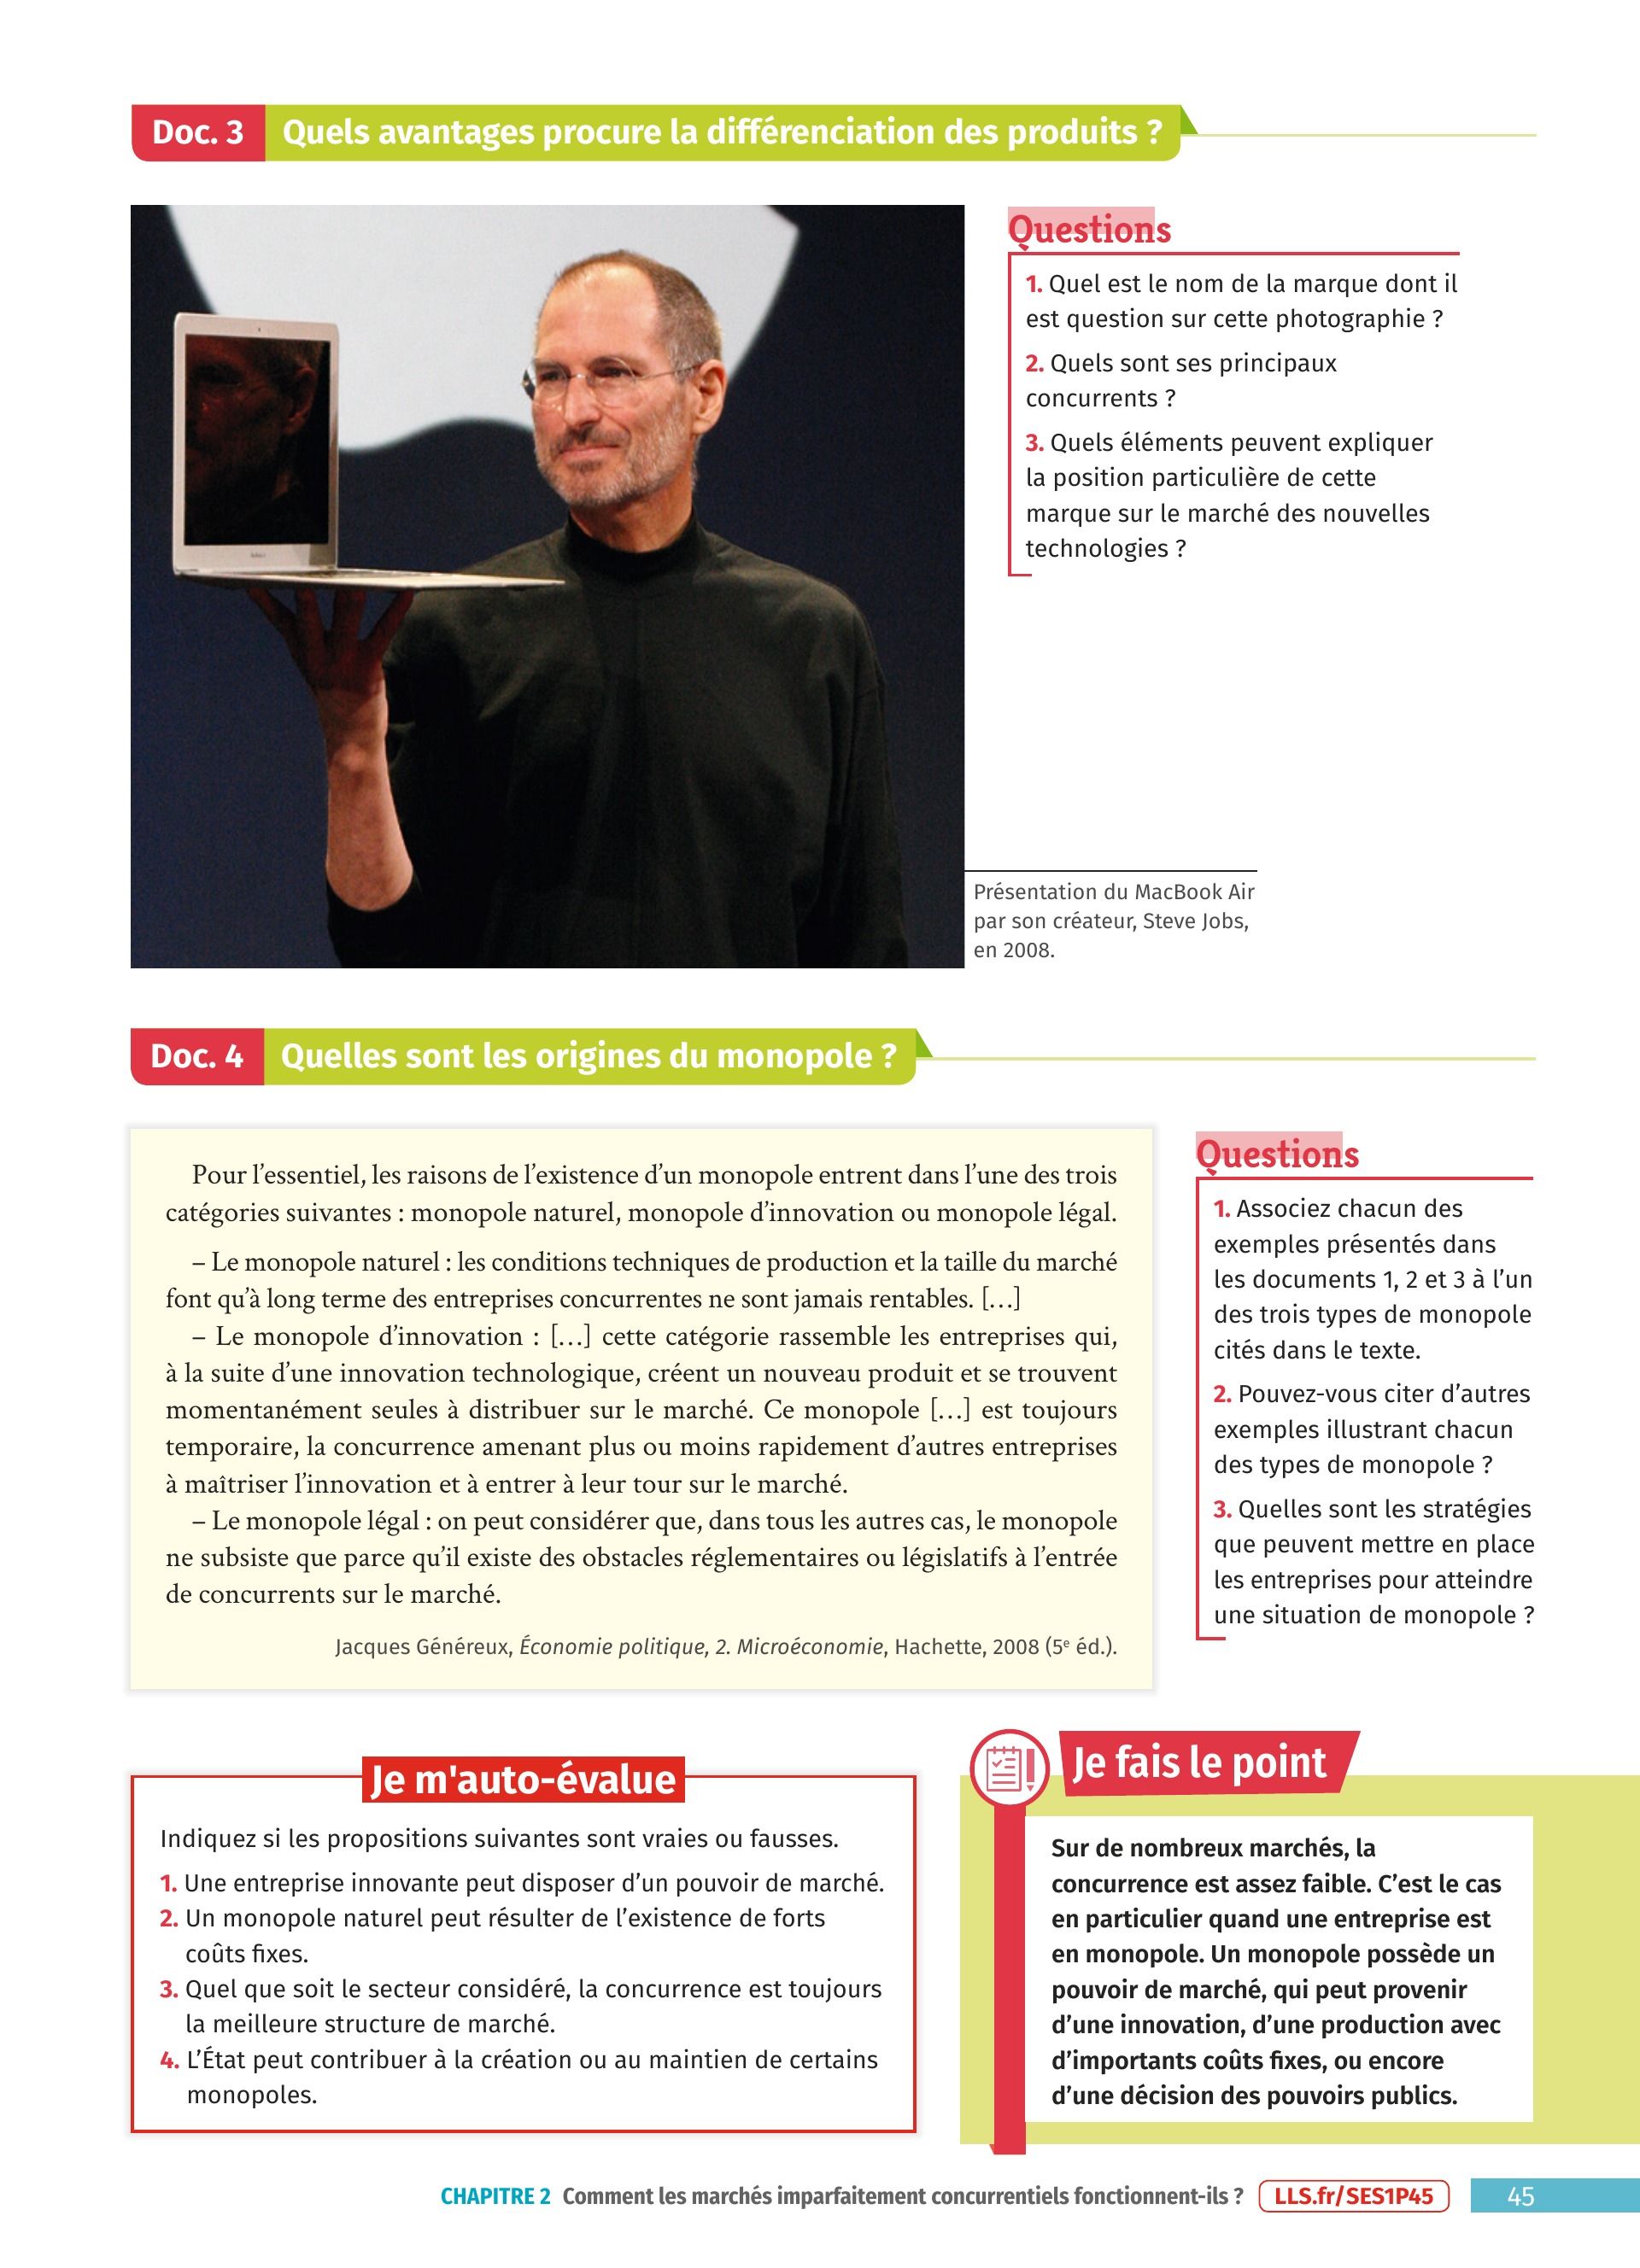 Doc. 3 Quels avantages procure la différenciation des produits ?
Questions
1. Quel est le nom de la marque dont il
est question sur cette photographie ?
2. Quels sont ses principaux
concurrents ?
3. Quels éléments peuvent expliquer
la position particulière de cette
marque sur le marché des nouvelles
technologies ?
Présentation du MacBook Air
par son créateur, Steve Jobs,
en 2008.
Doc. 4 Quelles sont les origines du monopole ?
Pour l’essentiel, les raisons de l’existence d’un monopole entrent dans l’une des trois
catégories suivantes : monopole naturel, monopole d’innovation ou monopole légal.
– Le monopole naturel : les conditions techniques de production et la taille du marché
font qu’à long terme des entreprises concurrentes ne sont jamais rentables. […]
– Le monopole d’innovation : […] cette catégorie rassemble les entreprises qui,
à la suite d’une innovation technologique, créent un nouveau produit et se trouvent
momentanément seules à distribuer sur le marché. Ce monopole […] est toujours
temporaire, la concurrence amenant plus ou moins rapidement d’autres entreprises
à maîtriser l’innovation et à entrer à leur tour sur le marché.
– Le monopole légal : on peut considérer que, dans tous les autres cas, le monopole
ne subsiste que parce qu’il existe des obstacles réglementaires ou législatifs à l’entrée
de concurrents sur le marché.
Jacques Généreux, Économie politique, 2. Microéconomie, Hachette, 2008 (5e éd.).
Questions
1. Associez chacun des
exemples présentés dans
les documents 1, 2 et 3 à l’un
des trois types de monopole
cités dans le texte.
2. Pouvez-vous citer d’autres
exemples illustrant chacun
des types de monopole ?
3. Quelles sont les stratégies
que peuvent mettre en place
les entreprises pour atteindre
une situation de monopole ?
Je m'auto-évalue
Indiquez si les propositions suivantes sont vraies ou fausses.
1. Une entreprise innovante peut disposer d’un pouvoir de marché.
2. Un monopole naturel peut résulter de l’existence de forts
coûts fixes.
3. Quel que soit le secteur considéré, la concurrence est toujours
la meilleure structure de marché.
4. L’État peut contribuer à la création ou au maintien de certains
monopoles.
Je fais le point
Sur de nombreux marchés, la
concurrence est assez faible. C’est le cas
en particulier quand une entreprise est
en monopole. Un monopole possède un
pouvoir de marché, qui peut provenir
d’une innovation, d’une production avec
d’importants coûts fixes, ou encore
d’une décision des pouvoirs publics.
CHAPITRE 2 Comment les marchés imparfaitement concurrentiels fonctionnent-ils ? LLS.fr/SES1P45 45